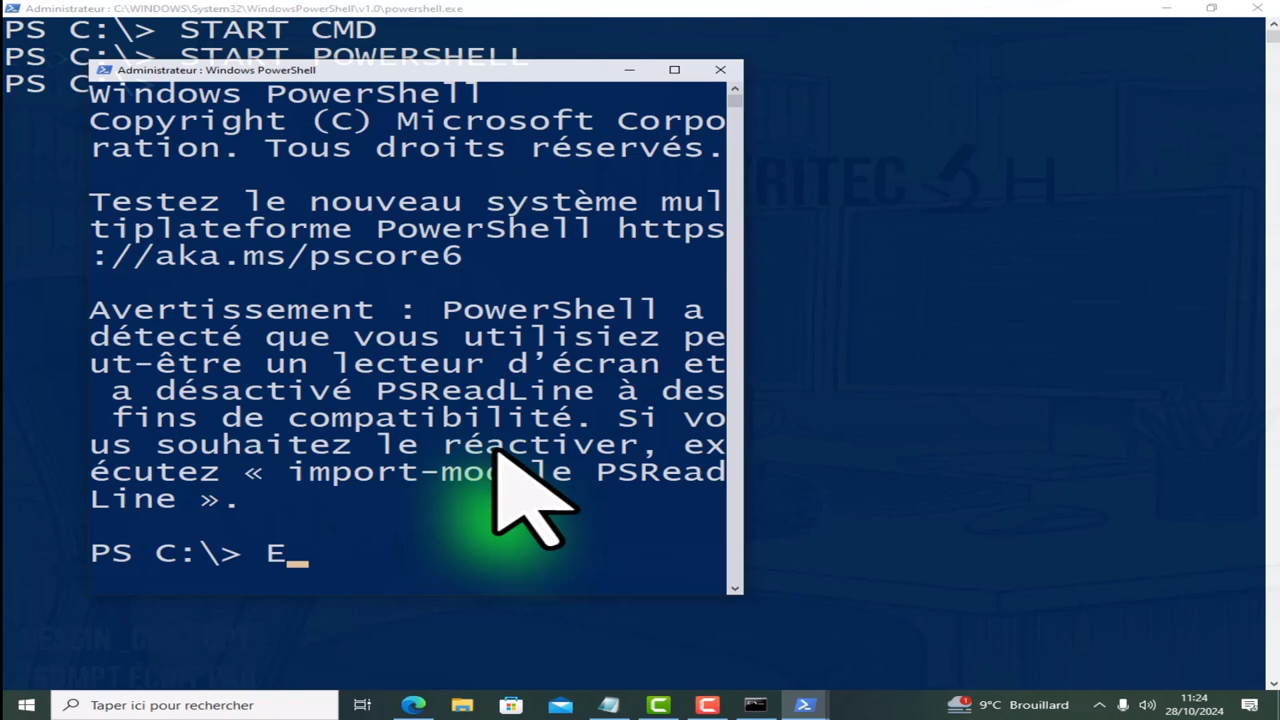 Administrateur : C:\WINDOWS\System32\WindowsPowerShell\v1.0\powershell.exe
PS C:\> START CMD
PS C:\> START POWERSHELL
PS C:
Administrateur : Windows PowerShell
Windows PowerShell
Copyright (C) Microsoft Corpo
ration. Tous droits réservés.
Testez le nouveau système mul
tiplateforme PowerShell https
://aka.ms/pscore6
Avertissement : PowerShell a
détecté que vous utilisiez pe
ut-être un lecteur d’écran et
a désactivé PSReadLine à des
fins de compatibilité. Si vo
us souhaitez le réactiver, ex
écutez « import-module PSRead
Line ».
PS C:\> E_
Taper ici pour rechercher
9°C Brouillard
11:24
28/10/2024